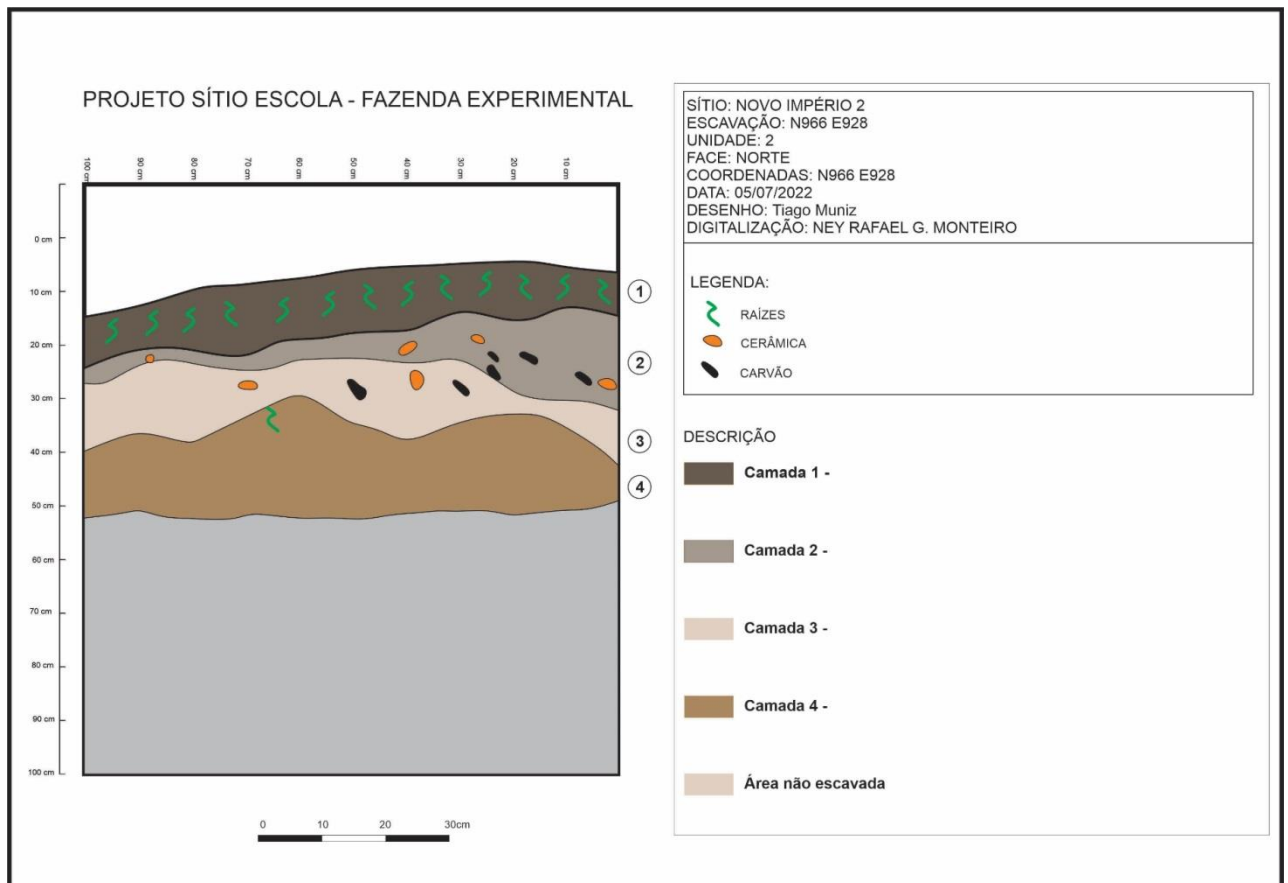 PROJETO SÍTIO ESCOLA - FAZENDA EXPERIMENTAL
100 cm
90 cm
80 cm
70 cm
60 cm
50 cm
40 cm
30 cm
20 cm
10 cm
0 cm
10 cm
20 cm
30 cm
40 cm
50 cm
60 cm
70 cm
80 cm
90 cm
100 cm
1
2
3
4
0 10 20 30cm
SÍTIO: NOVO IMPÉRIO 2
ESCAVAÇÃO: N966 E928
UNIDADE: 2
FACE: NORTE
COORDENADAS: N966 E928
DATA: 05/07/2022
DESENHO: Tiago Muniz
DIGITALIZAÇÃO: NEY RAFAEL G. MONTEIRO
LEGENDA:
RAÍZES
CERÂMICA
CARVÃO
DESCRIÇÃO
Camada 1 -
Camada 2 -
Camada 3 -
Camada 4 -
Área não escavada